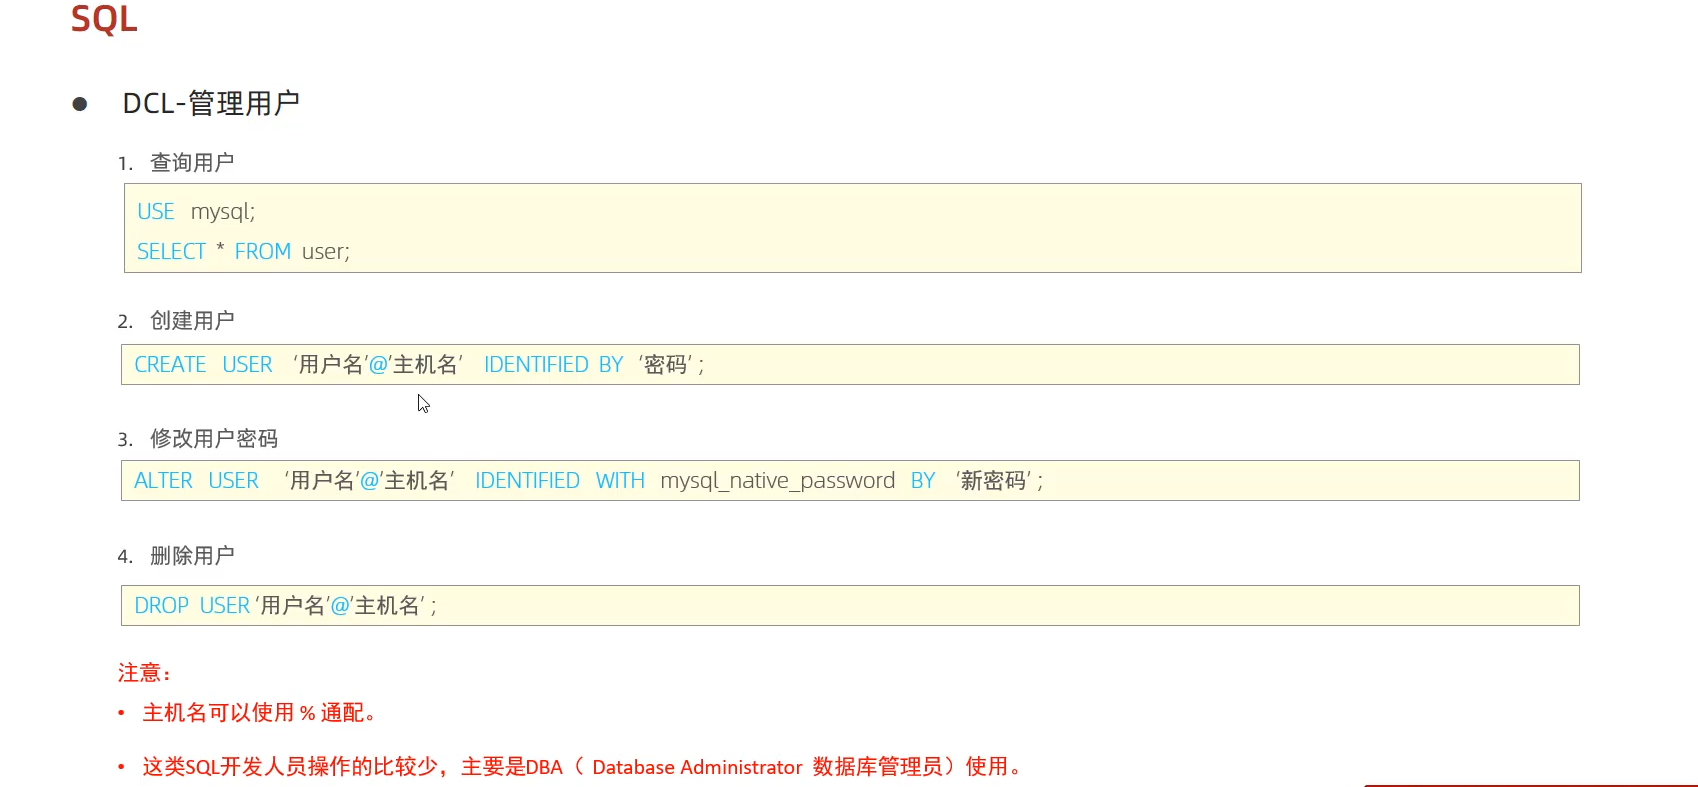 SQL
● DCL-管理用户
1. 查询用户
USE mysql;
SELECT * FROM user;
2. 创建用户
CREATE USER ‘用户名’@’主机名’ IDENTIFIED BY ‘密码’ ;
3. 修改用户密码
ALTER USER ‘用户名’@’主机名’ IDENTIFIED WITH mysql_native_password BY ‘新密码’ ;
4. 删除用户
DROP USER ‘用户名’@’主机名’ ;
注意：
• 主机名可以使用 % 通配。
• 这类SQL开发人员操作的比较少，主要是DBA（ Database Administrator 数据库管理员）使用。